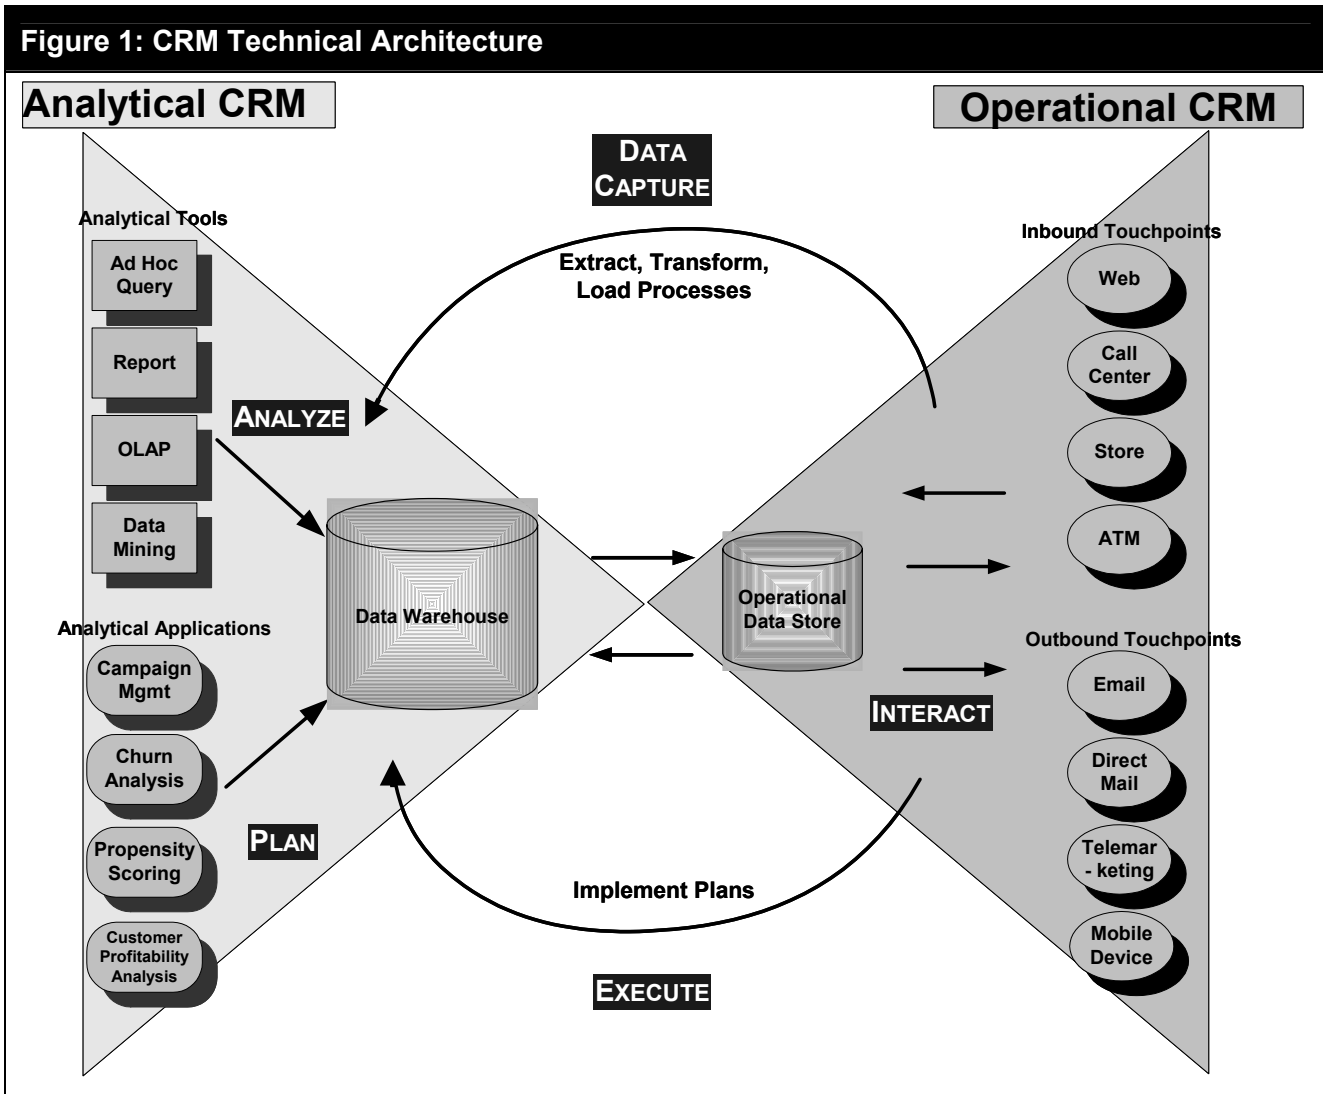 Figure 1: CRM Technical Architecture
Analytical CRM
Operational CRM
DATA
CAPTURE
Extract, Transform,
Load Processes
Analytical Tools
Ad Hoc
Query
Report
OLAP
Data
Mining
ANALYZE
Data Warehouse
Analytical Applications
Campaign
Mgmt
Churn
Analysis
Propensity
Scoring
Customer
Profitability
Analysis
PLAN
Implement Plans
EXECUTE
Operational
Data Store
INTERACT
Inbound Touchpoints
Web
Call
Center
Store
ATM
Outbound Touchpoints
Email
Direct
Mail
Telemar
- keting
Mobile
Device